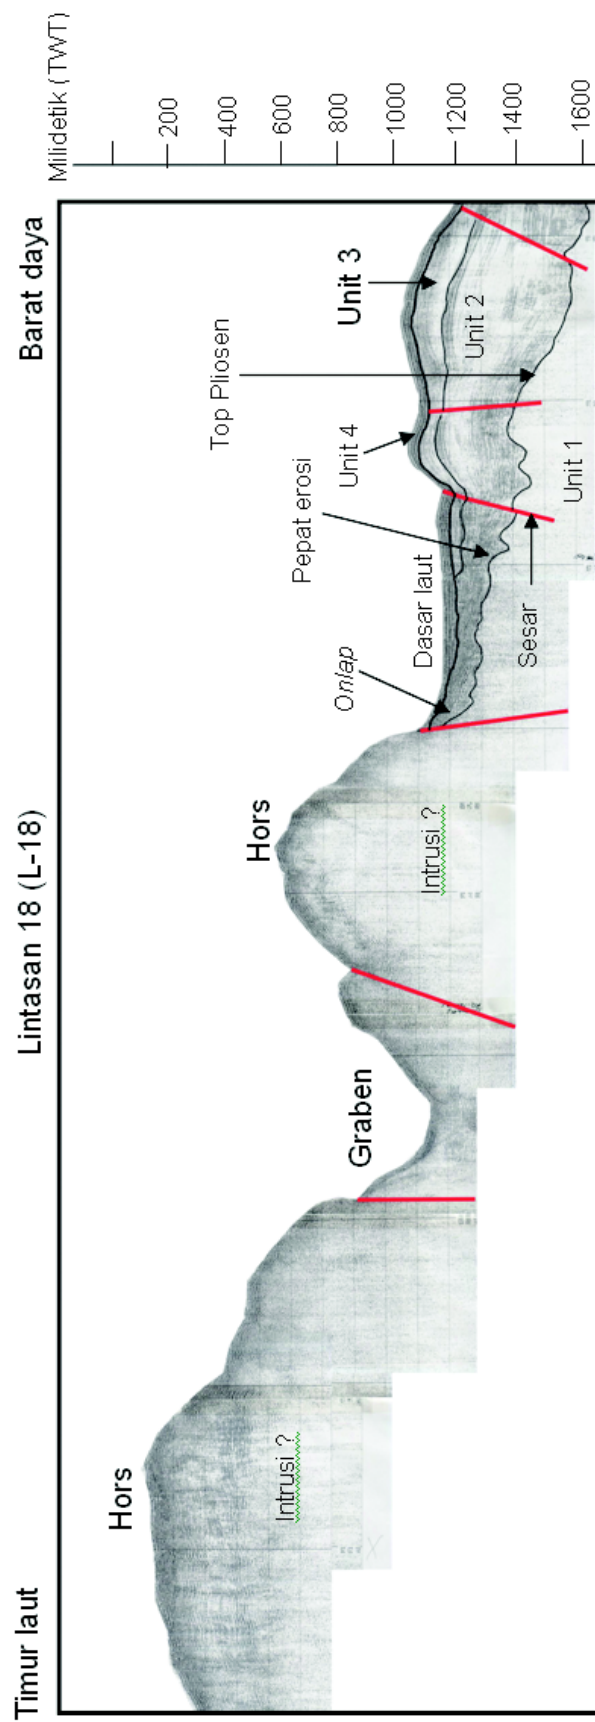 Lintasan 18 (L-18)
Timur laut
Barat daya
Milidetik (TWT)
200
400
600
800
1000
1200
1400
1600
Hors
Intrusi ?
Graben
Hors
Intrusi ?
Onlap
Dasar laut
Pepat erosi
Sesar
Top Pliosen
Unit 4
Unit 3
Unit 2
Unit 1